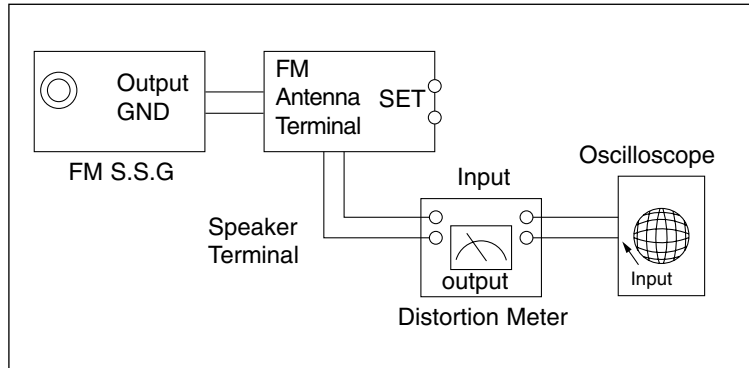 Output
GND
FM S.S.G
FM
Antenna
Terminal
SET
Speaker
Terminal
Input
output
Distortion Meter
Oscilloscope
Input